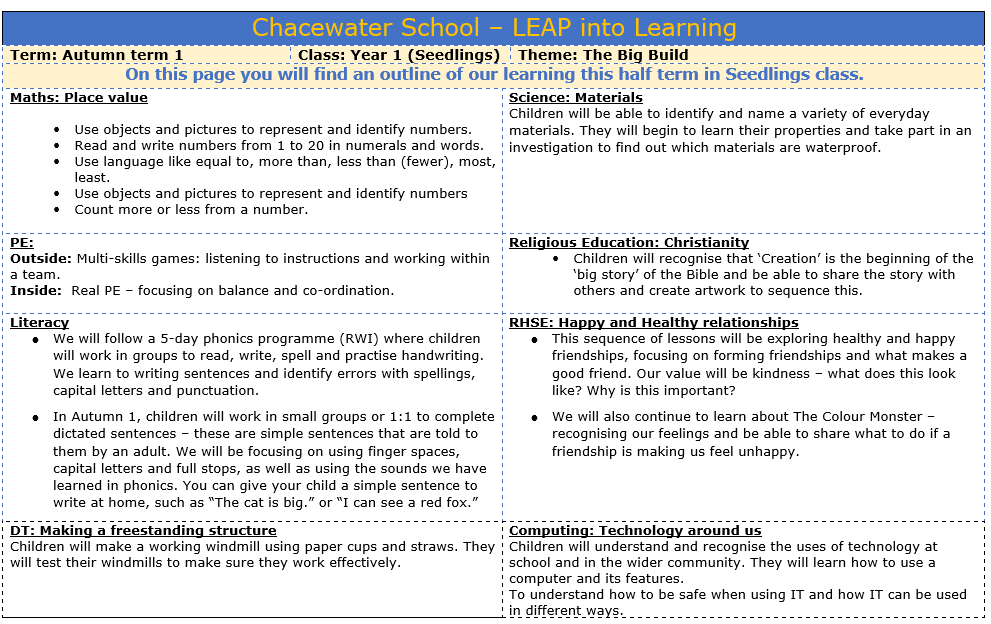 Chacewater School – LEAP into Learning
Term: Autumn term 1
Class: Year 1 (Seedlings)
Theme: The Big Build
On this page you will find an outline of our learning this half term in Seedlings class.
Maths: Place value
• Use objects and pictures to represent and identify numbers.
• Read and write numbers from 1 to 20 in numerals and words.
• Use language like equal to, more than, less than (fewer), most,
least.
• Use objects and pictures to represent and identify numbers
• Count more or less from a number.
Science: Materials
Children will be able to identify and name a variety of everyday
materials. They will begin to learn their properties and take part in an
investigation to find out which materials are waterproof.
PE:
Outside: Multi-skills games: listening to instructions and working within
a team.
Inside:  Real PE – focusing on balance and co-ordination.
Religious Education: Christianity
• Children will recognise that ‘Creation’ is the beginning of the
‘big story’ of the Bible and be able to share the story with
others and create artwork to sequence this.
Literacy
• We will follow a 5-day phonics programme (RWI) where children
will work in groups to read, write, spell and practise handwriting.
We learn to writing sentences and identify errors with spellings,
capital letters and punctuation.
• In Autumn 1, children will work in small groups or 1:1 to complete
dictated sentences – these are simple sentences that are told to
them by an adult. We will be focusing on using finger spaces,
capital letters and full stops, as well as using the sounds we have
learned in phonics. You can give your child a simple sentence to
write at home, such as “The cat is big.” or “I can see a red fox.”
RHSE: Happy and Healthy relationships
• This sequence of lessons will be exploring healthy and happy
friendships, focusing on forming friendships and what makes a
good friend. Our value will be kindness – what does this look
like? Why is this important?
• We will also continue to learn about The Colour Monster –
recognising our feelings and be able to share what to do if a
friendship is making us feel unhappy.
DT: Making a freestanding structure
Children will make a working windmill using paper cups and straws. They
will test their windmills to make sure they work effectively.
Computing: Technology around us
Children will understand and recognise the uses of technology at
school and in the wider community. They will learn how to use a
computer and its features.
To understand how to be safe when using IT and how IT can be used
in different ways.